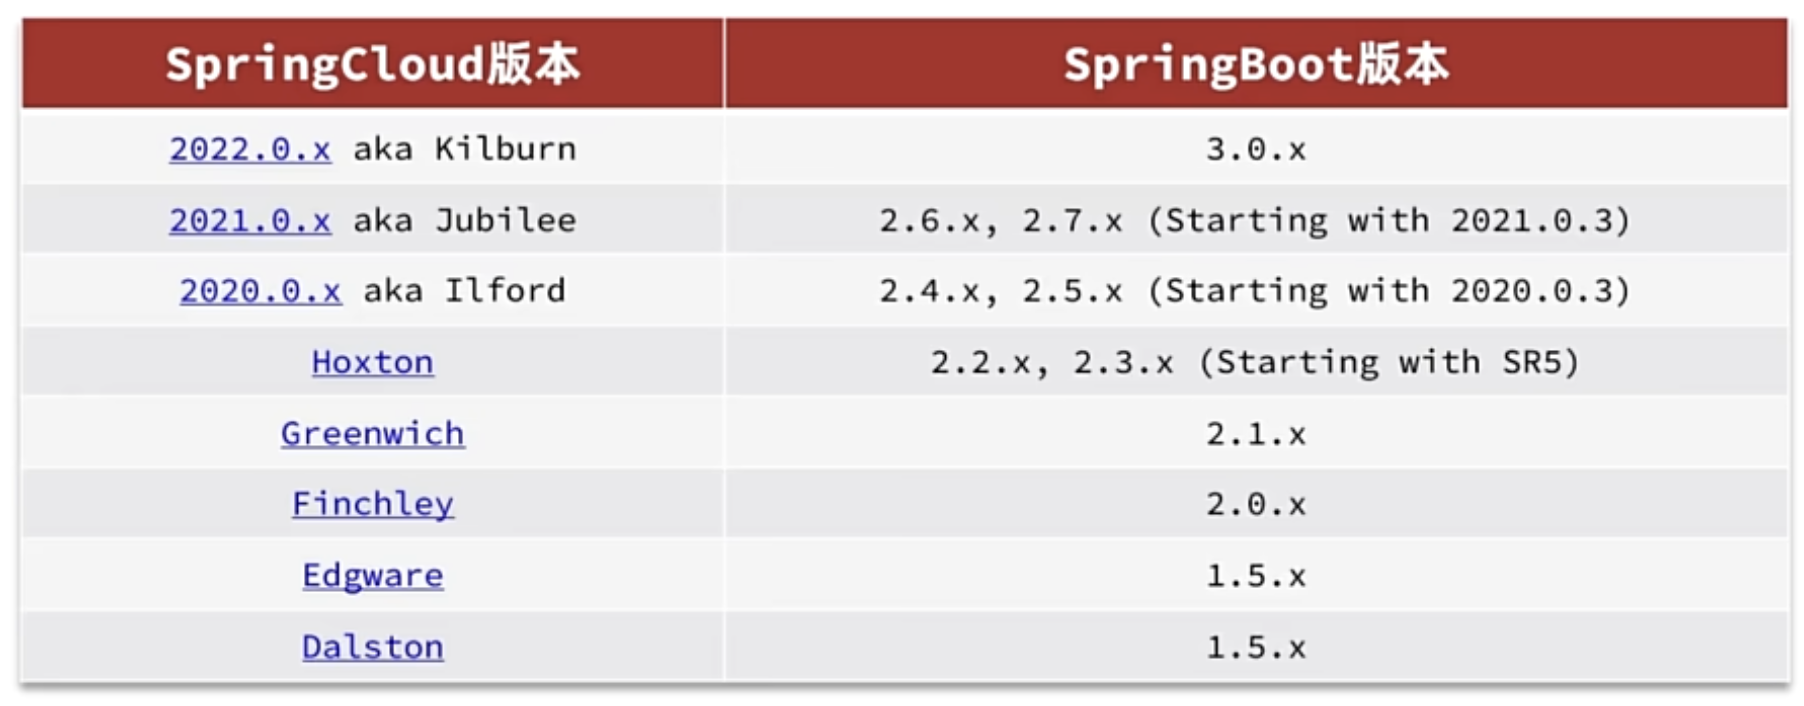 SpringCloud版本 SpringBoot版本
2022.0.x aka Kilburn 3.0.x
2021.0.x aka Jubilee 2.6.x, 2.7.x (Starting with 2021.0.3)
2020.0.x aka Ilford 2.4.x, 2.5.x (Starting with 2020.0.3)
Hoxton 2.2.x, 2.3.x (Starting with SR5)
Greenwich 2.1.x
Finchley 2.0.x
Edgware 1.5.x
Dalston 1.5.x